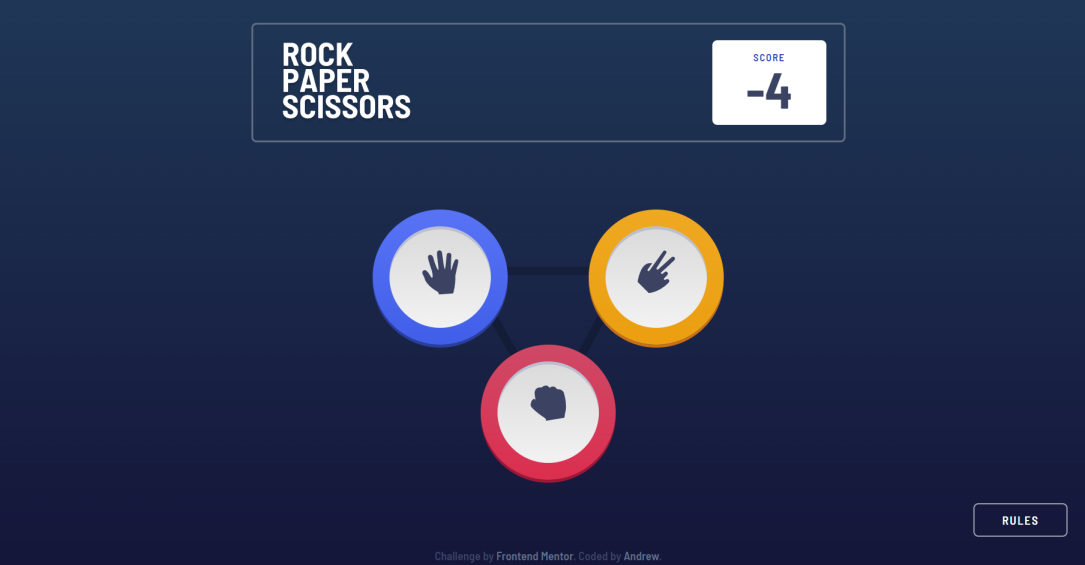 ROCK
PAPER
SCISSORS
SCORE
-4
RULES
Challenge by Frontend Mentor. Coded by Andrew.